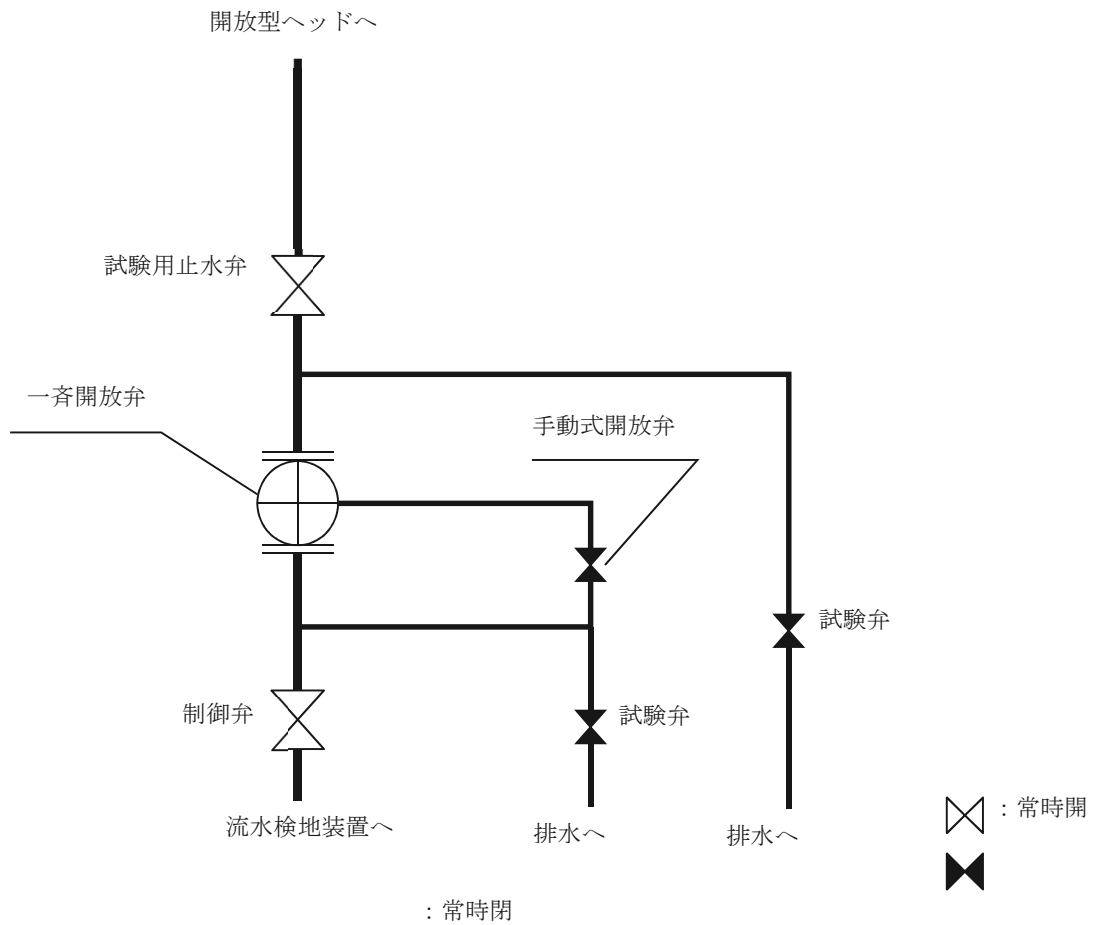 開放型ヘッドへ
試験用止水弁
一斉開放弁
手動式開放弁
試験弁
制御弁
試験弁
流水検地装置へ
排水へ
排水へ
：常時開
：常時閉